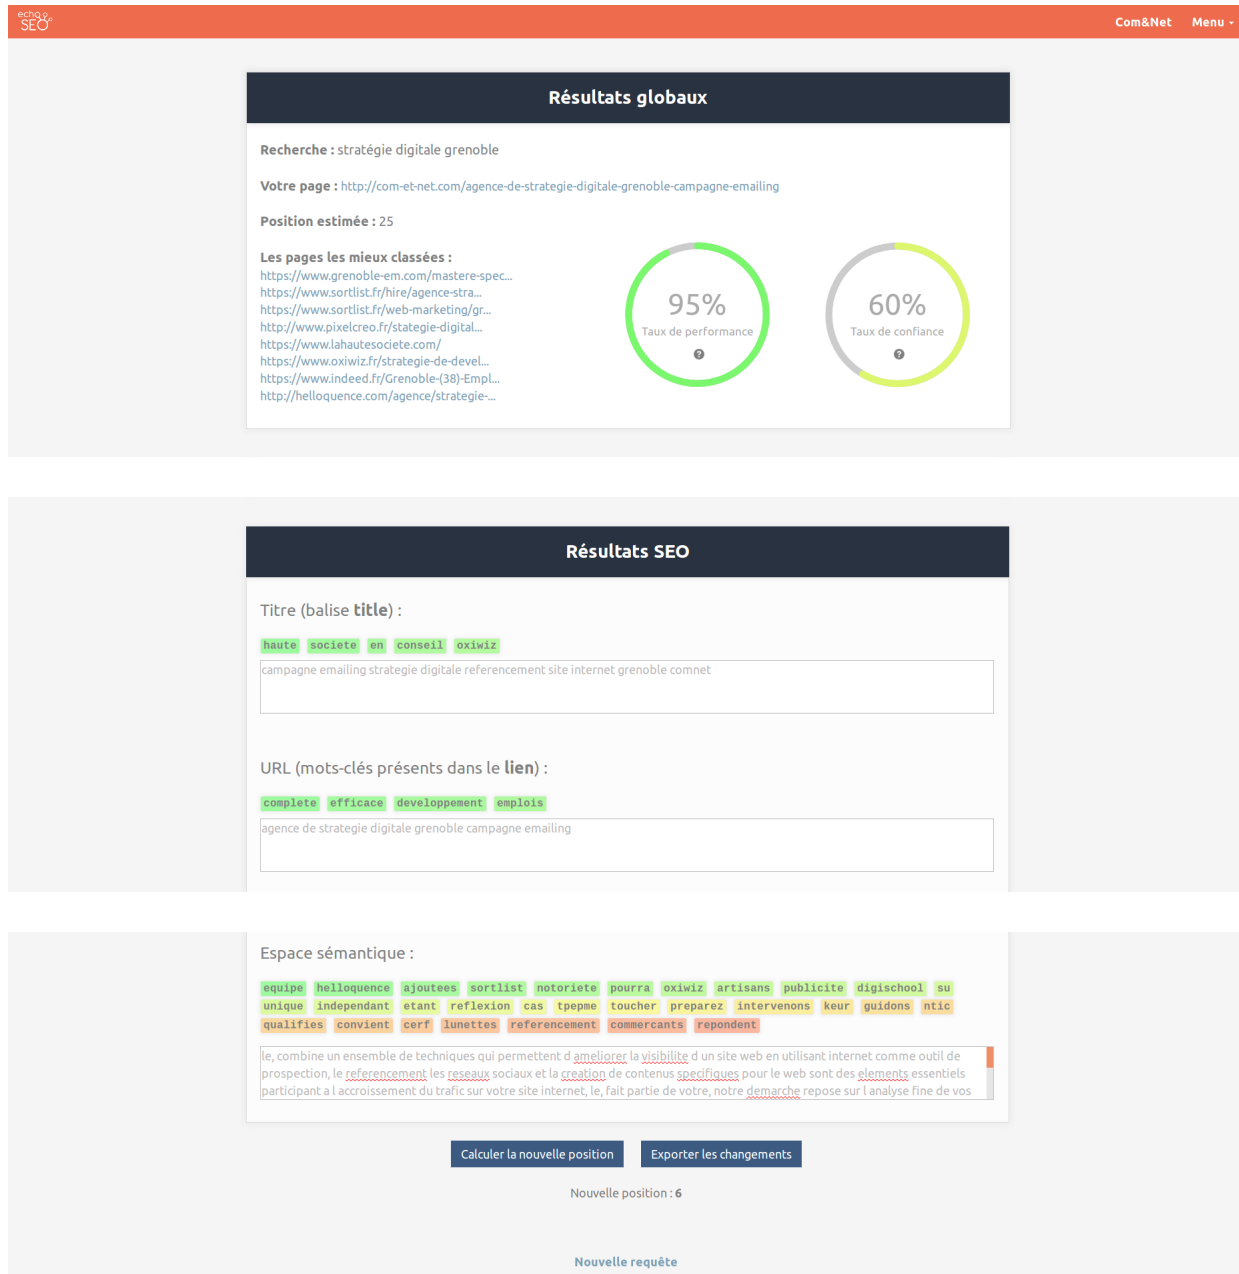 echo
SEO
Com&Net Menu
Résultats globaux
Recherche : stratégie digitale grenoble
Votre page : http://com-et-net.com/agence-de-strategie-digitale-grenoble-campagne-emailing
Position estimée : 25
Les pages les mieux classées :
https://www.grenoble-em.com/mastere-spec...
https://www.sortlist.fr/hire/agence-stra...
https://www.sortlist.fr/web-marketing/gr...
http://www.pixelcreo.fr/stategie-digital...
https://www.lahautesociete.com/
https://www.oxiwiz.fr/strategie-de-devel...
https://www.indeed.fr/Grenoble-(38)-Empl...
http://helloquence.com/agence/strategie-...
95%
Taux de performance
?
60%
Taux de confiance
?
Résultats SEO
Titre (balise title) :
haute societe en conseil oxiwiz
campagne emailing strategie digitale referencement site internet grenoble comnet
URL (mots-clés présents dans le lien) :
complete efficace developpement emplois
agence de strategie digitale grenoble campagne emailing
Espace sémantique :
equipe helloquence ajoutees sortlist notoriete pourra oxiwiz artisans publicite digischool su
unique independant etant reflexion cas tpepme toucher preparez intervenons keur guidons ntic
qualifies convient cerf lunettes referencement commercants repondent
le, combine un ensemble de techniques qui permettent d ameliorer la visibilite d un site web en utilisant internet comme outil de
prospection, le referencement les reseaux sociaux et la creation de contenus specifiques pour le web sont des elements essentiels
participant a l accroissement du trafic sur votre site internet, le, fait partie de votre, notre demarche repose sur l analyse fine de vos
Calculer la nouvelle position Exporter les changements
Nouvelle position : 6
Nouvelle requête